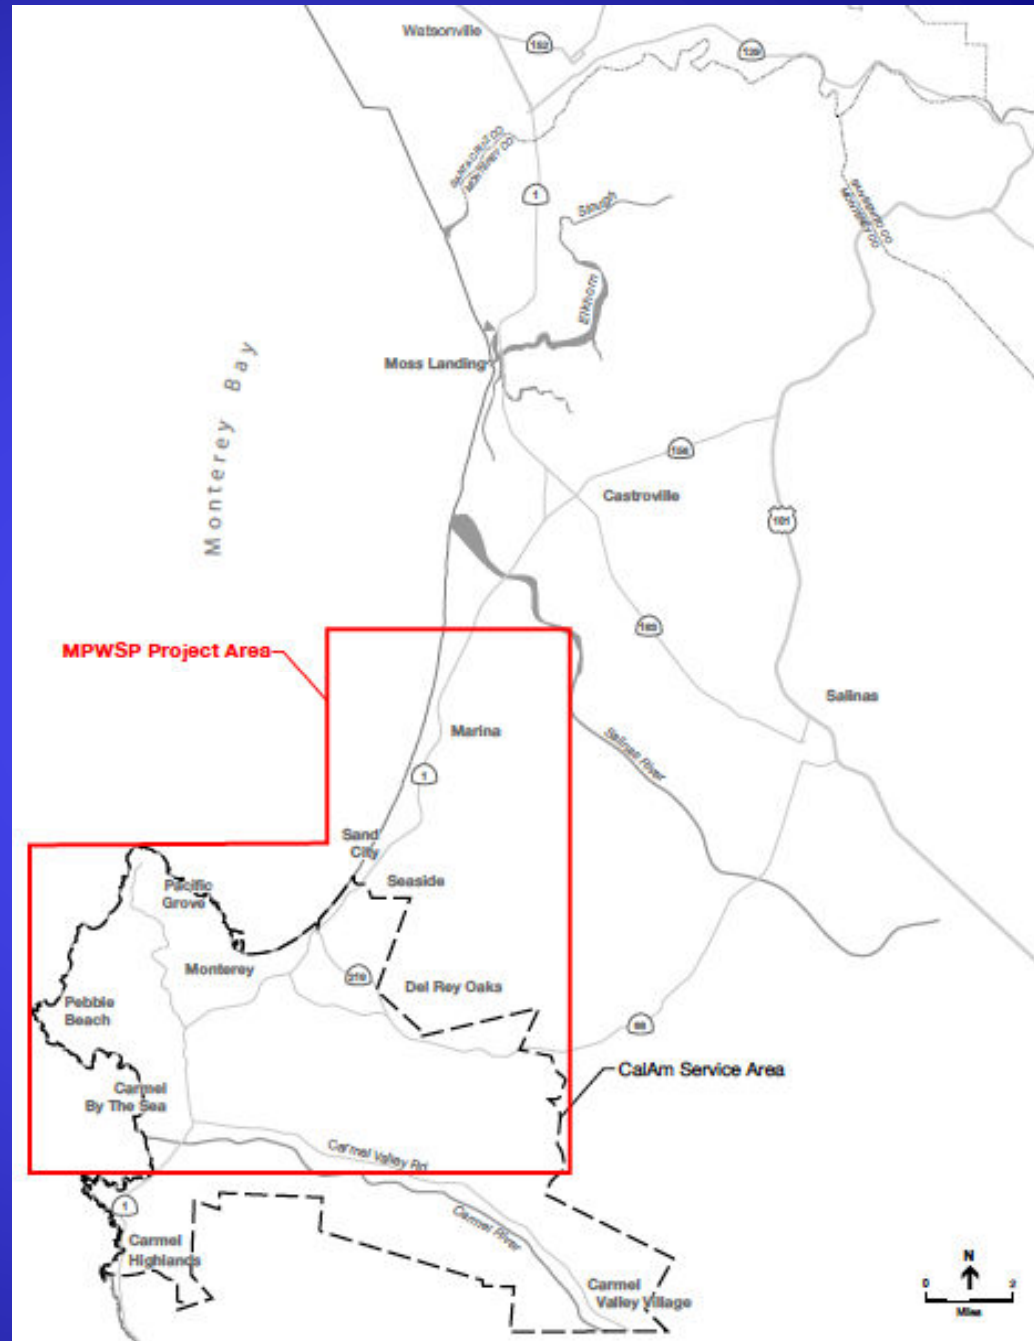 Watsonville
152
129
SANTA CRUZ CO
MONTEREY CO
1
Slough
SAN BENITO CO
MONTEREY CO
Elkhorn
Moss Landing
Monterey Bay
156
Castroville
101
183
MPWSP Project Area
Salinas
Marina
Salinas River
1
Sand
City
Seaside
Pacific
Grove
Monterey
218
Del Rey Oaks
Pebble
Beach
68
CalAm Service Area
Carmel
By The Sea
Carmel Valley Rd
1
Carmel River
Carmel
Highlands
Carmel
Valley Village
N
0 2
Miles